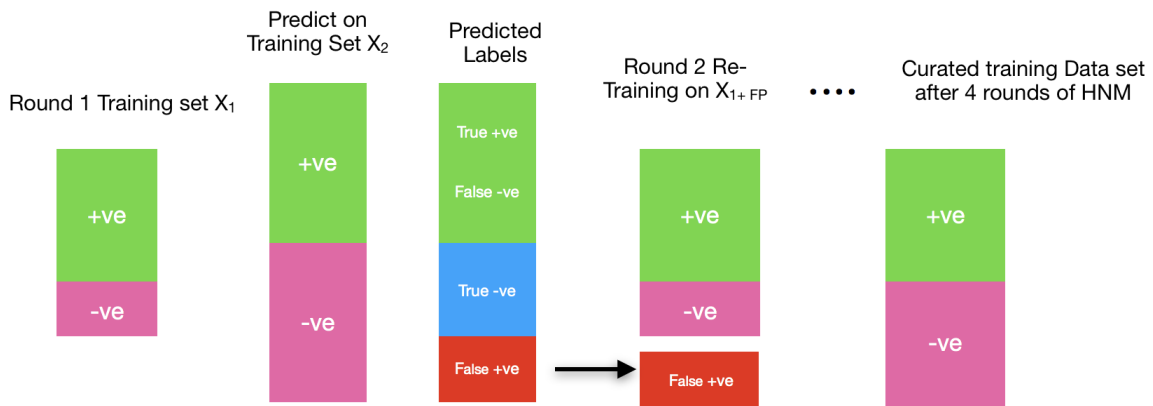 Round 1 Training set X1
+ve
-ve
Predict on
Training Set X2
+ve
-ve
Predicted
Labels
True +ve
False -ve
True -ve
False +ve
Round 2 Re-
Training on X1+ FP
+ve
-ve
False +ve
....
Curated training Data set
after 4 rounds of HNM
+ve
-ve